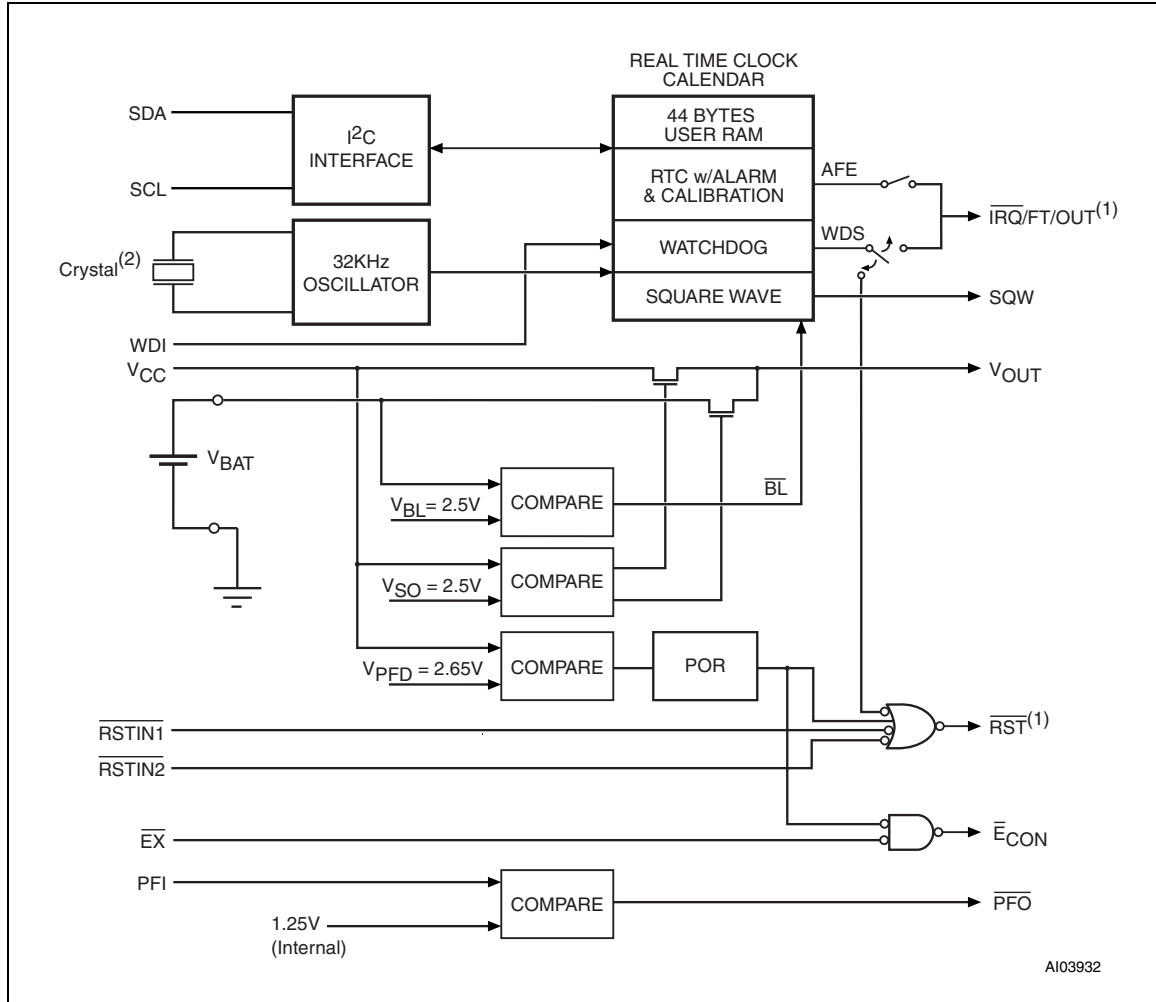 REAL TIME CLOCK
CALENDAR
SDA
SCL
I2C
INTERFACE
44 BYTES
USER RAM
RTC w/ALARM
& CALIBRATION
AFE
IRQ/FT/OUT(1)
WATCHDOG
WDS
Crystal(2)
32KHz
OSCILLATOR
SQUARE WAVE
SQW
WDI
VCC
VOUT
VBAT
COMPARE
BL
VBL= 2.5V
COMPARE
VSO = 2.5V
COMPARE
POR
VPFD = 2.65V
RSTIN1
RST(1)
RSTIN2
EX
ECON
PFI
COMPARE
PFO
1.25V
(Internal)
AI03932